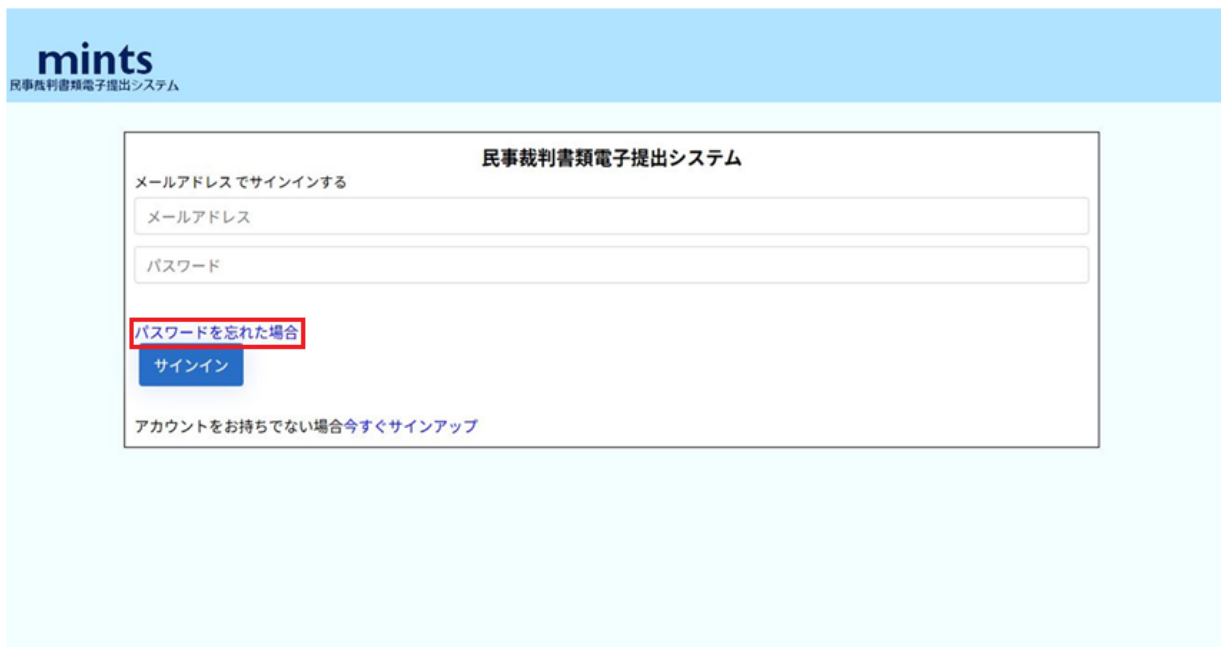 mints
民事裁判書類電子提出システム
民事裁判書類電子提出システム
メールアドレス でサインインする
メールアドレス
パスワード
パスワードを忘れた場合
サインイン
アカウントをお持ちでない場合今すぐサインアップ